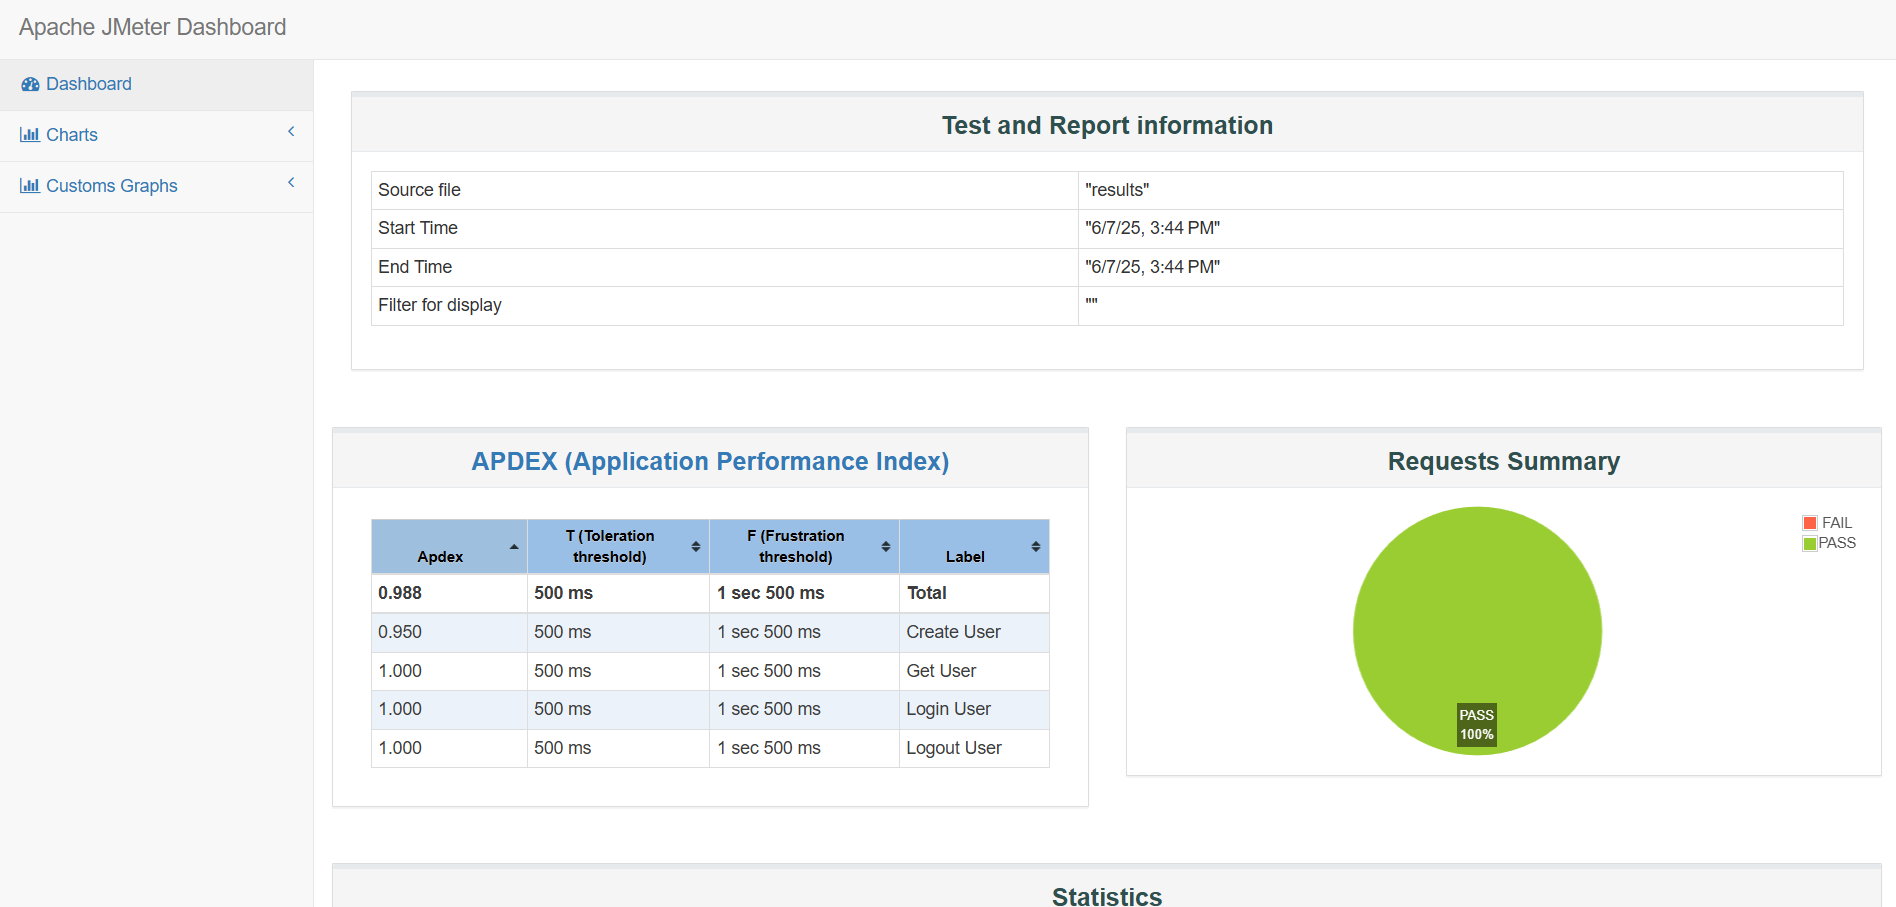 Apache JMeter Dashboard
Dashboard
Charts
Customs Graphs
Test and Report information
Source file "results"
Start Time "6/7/25, 3:44 PM"
End Time "6/7/25, 3:44 PM"
Filter for display ""
APDEX (Application Performance Index)
Apdex T (Toleration threshold) F (Frustration threshold) Label
0.988 500 ms 1 sec 500 ms Total
0.950 500 ms 1 sec 500 ms Create User
1.000 500 ms 1 sec 500 ms Get User
1.000 500 ms 1 sec 500 ms Login User
1.000 500 ms 1 sec 500 ms Logout User
Requests Summary
FAIL
PASS
PASS
100%
Statistics